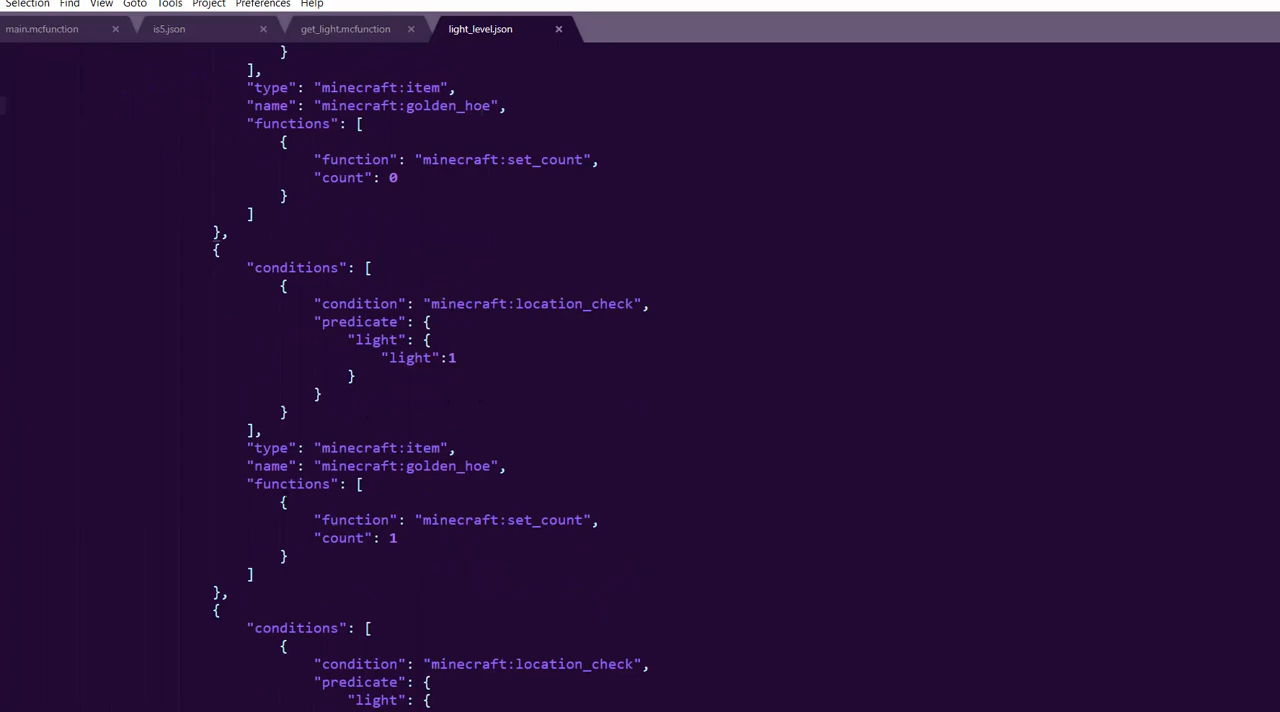 Selection Find View Goto Tools Project Preferences Help
main.mcfunction × is5.json × get_light.mcfunction × light_level.json ×
}
],
"type": "minecraft:item",
"name": "minecraft:golden_hoe",
"functions": [
{
"function": "minecraft:set_count",
"count": 0
}
]
},
{
"conditions": [
{
"condition": "minecraft:location_check",
"predicate": {
"light": {
"light":1
}
}
}
],
"type": "minecraft:item",
"name": "minecraft:golden_hoe",
"functions": [
{
"function": "minecraft:set_count",
"count": 1
}
]
},
{
"conditions": [
{
"condition": "minecraft:location_check",
"predicate": {
"light": {